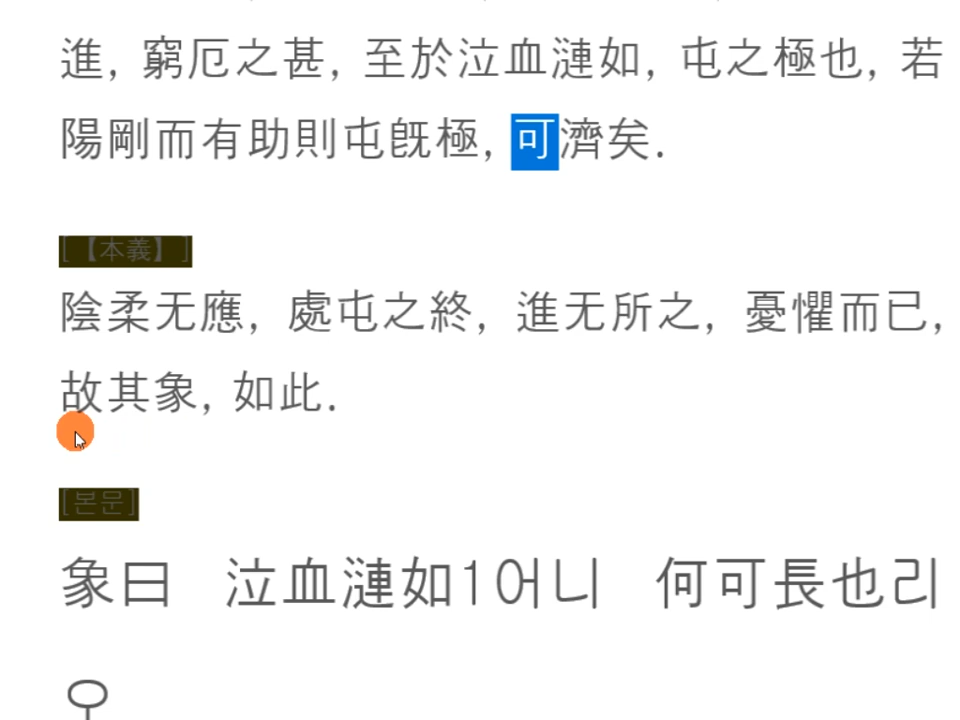 進, 窮厄之甚, 至於泣血漣如, 屯之極也, 若
陽剛而有助則屯旣極, 可濟矣.
[【本義】]
陰柔无應, 處屯之終, 進无所之, 憂懼而已,
故其象, 如此.
[본문]
象曰 泣血漣如1어니 何可長也리
오